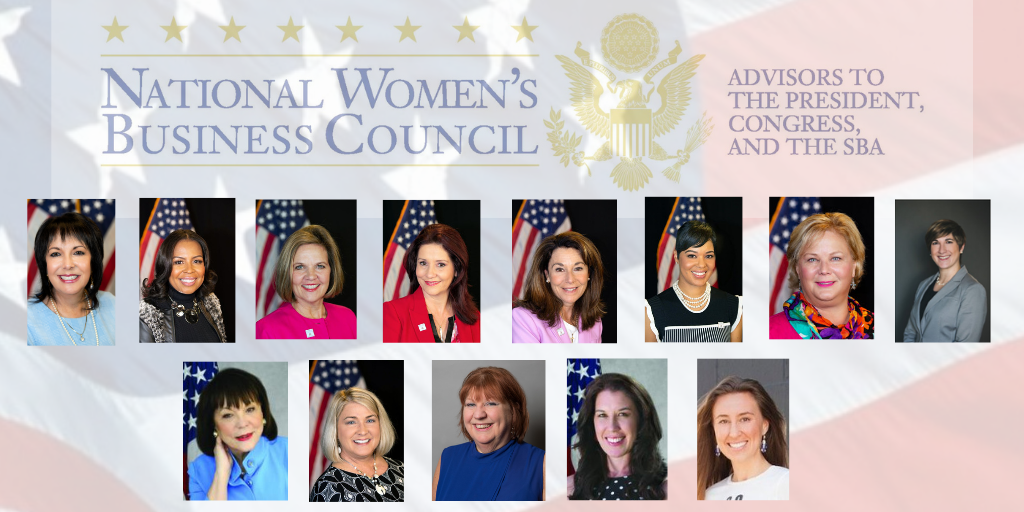 NATIONAL WOMEN'S
BUSINESS COUNCIL
ADVISORS TO
THE PRESIDENT,
CONGRESS,
AND THE SBA